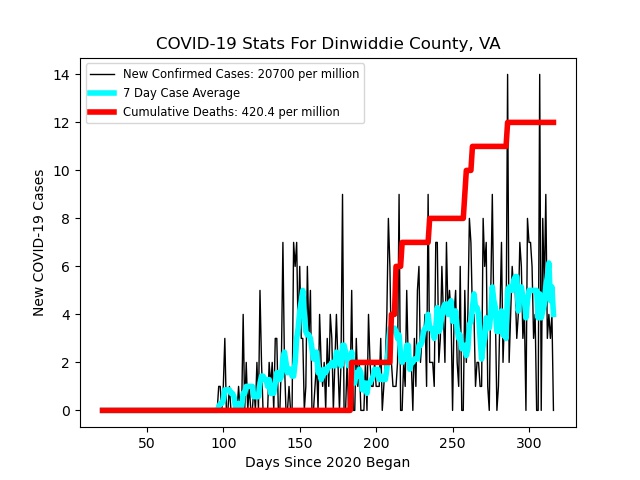 COVID-19 Stats For Dinwiddie County, VA
New Confirmed Cases: 20700 per million
7 Day Case Average
Cumulative Deaths: 420.4 per million
14
12
10
8
6
4
2
0
New COVID-19 Cases
50 100 150 200 250 300
Days Since 2020 Began